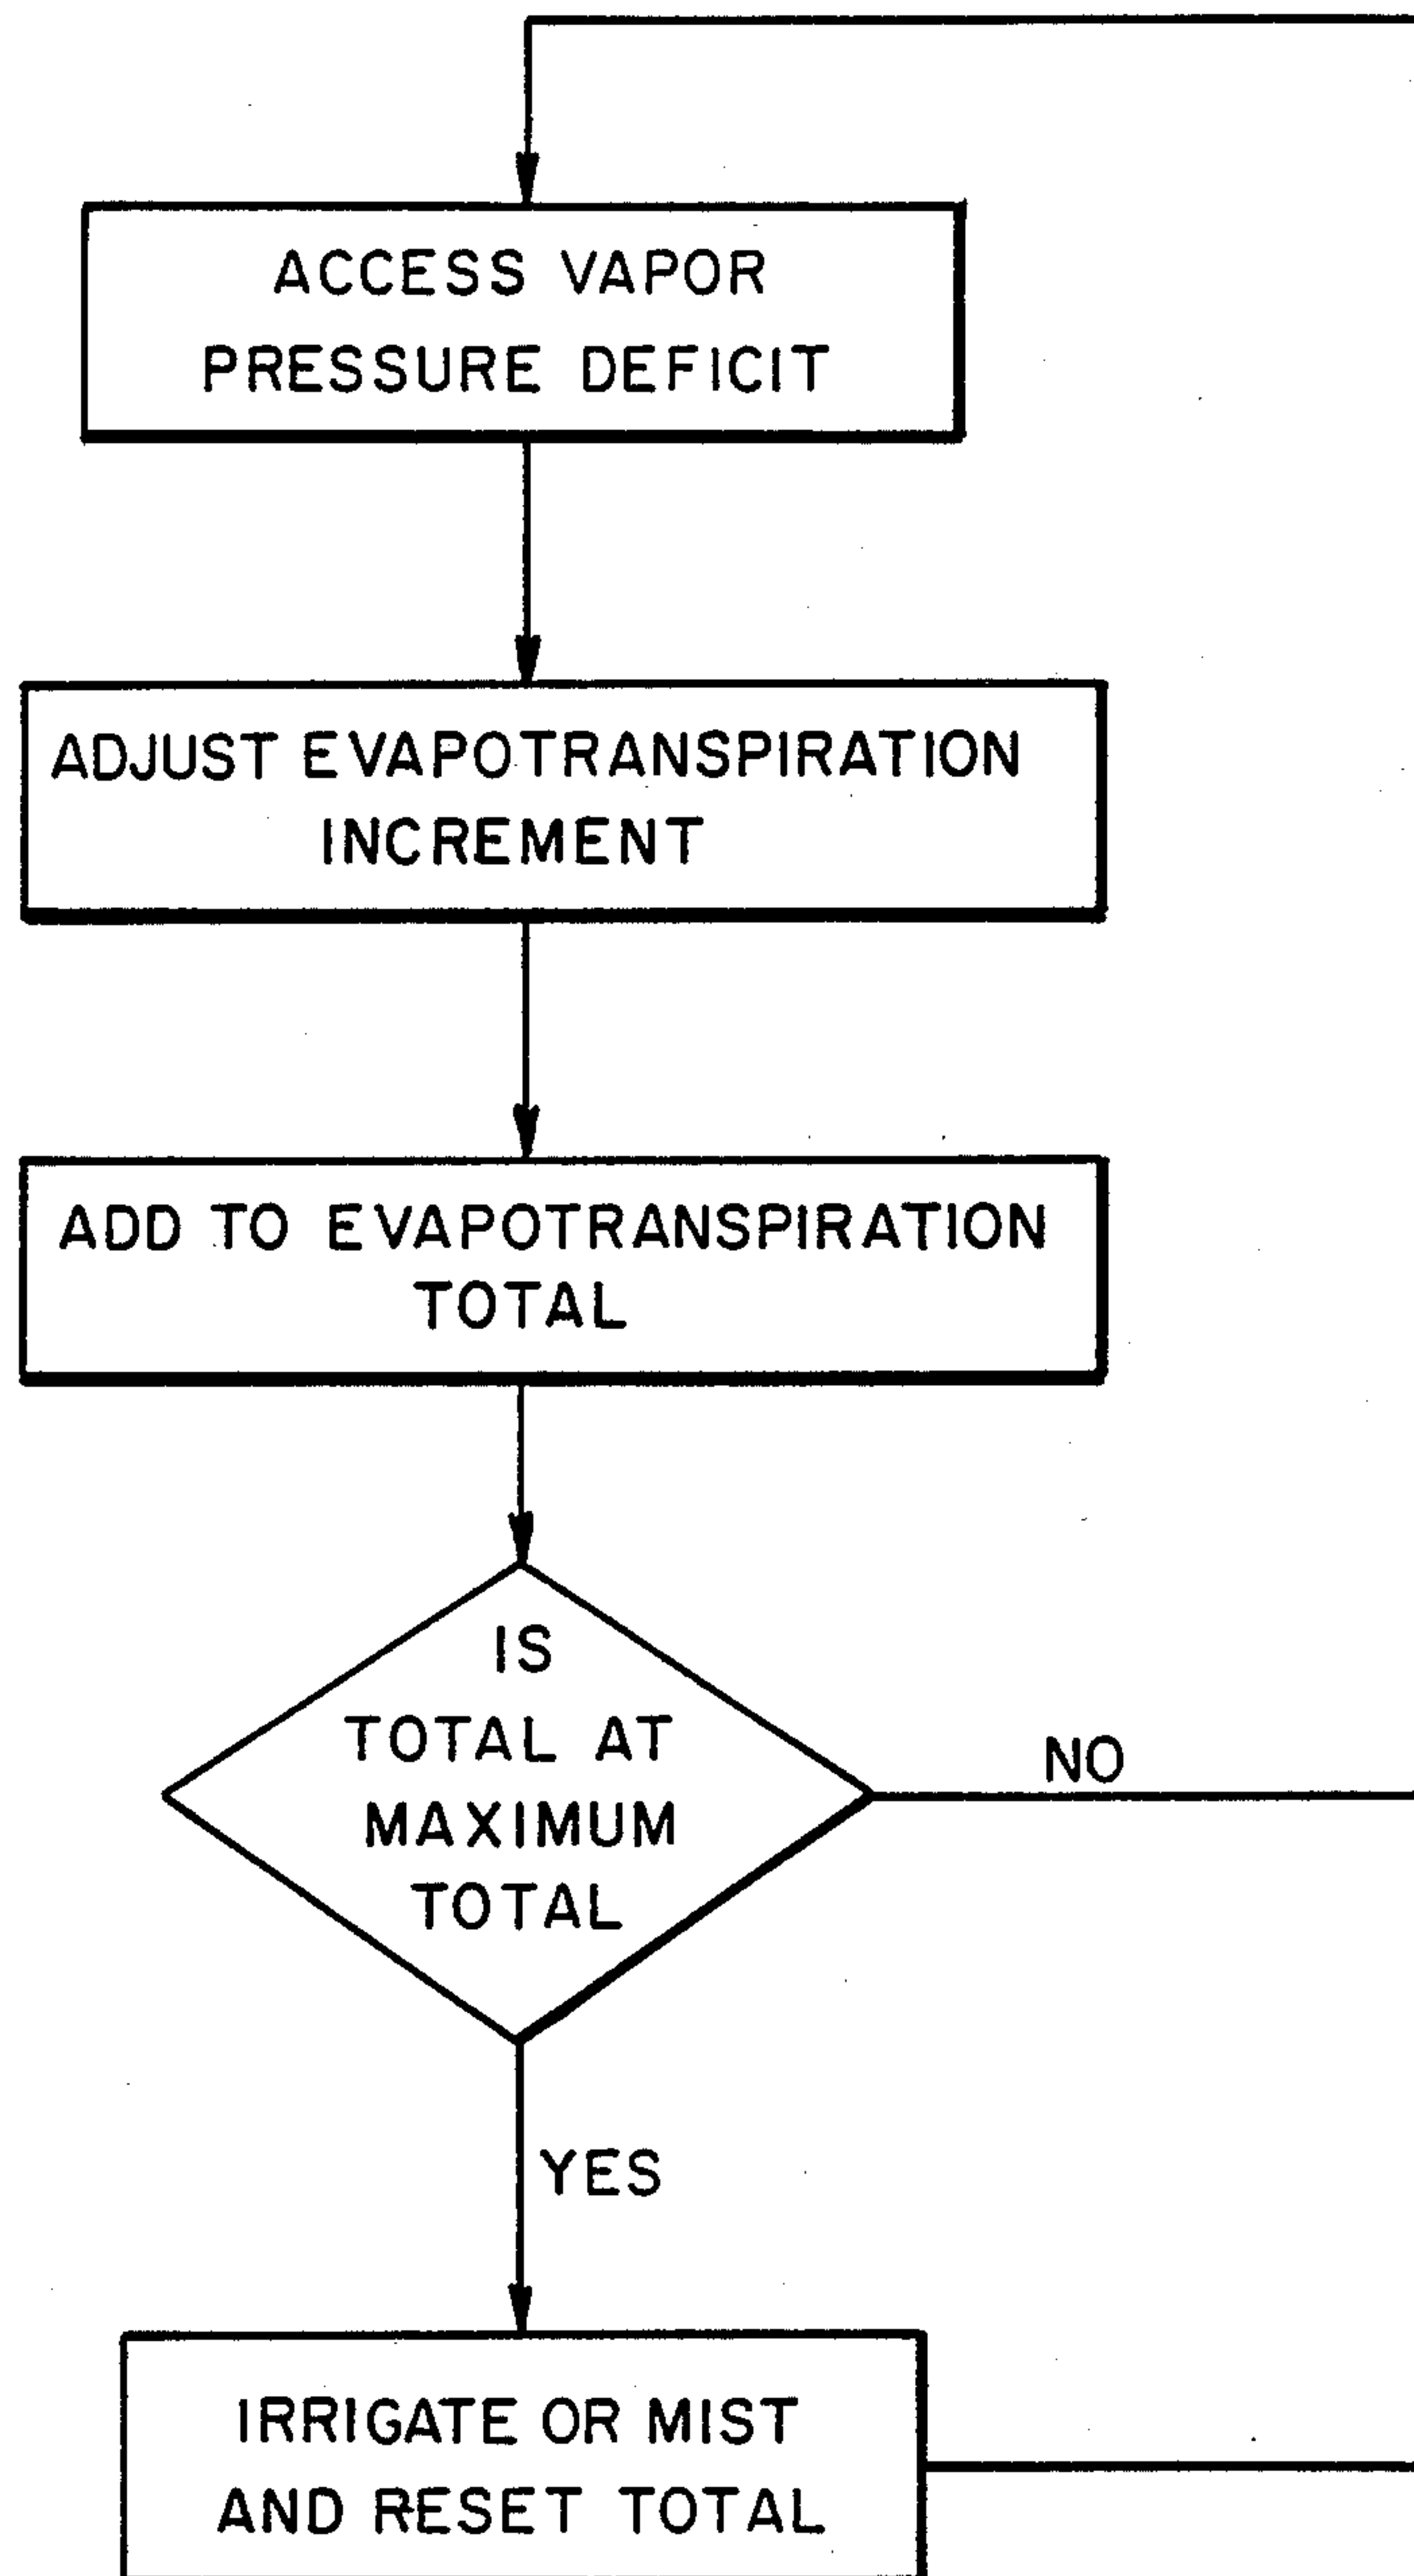 ACCESS VAPOR
PRESSURE DEFICIT
ADJUST EVAPOTRANSPIRATION
INCREMENT
ADD TO EVAPOTRANSPIRATION
TOTAL
IS
TOTAL AT
MAXIMUM
TOTAL
NO
YES
IRRIGATE OR MIST
AND RESET TOTAL